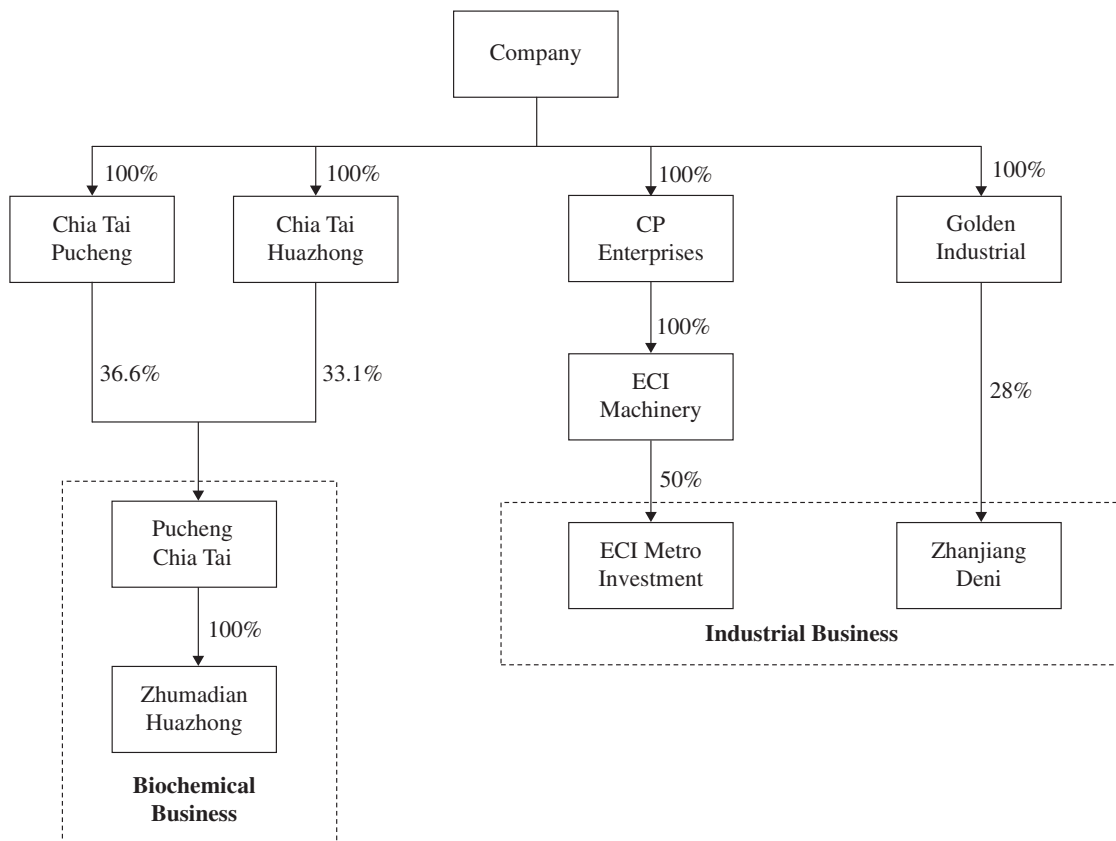 Company
100%
100%
100%
100%
Chia Tai
Pucheng
Chia Tai
Huazhong
CP
Enterprises
Golden
Industrial
100%
36.6%
33.1%
ECI
Machinery
28%
50%
Pucheng
Chia Tai
ECI Metro
Investment
Zhanjiang
Deni
100%
Industrial Business
Zhumadian
Huazhong
Biochemical
Business